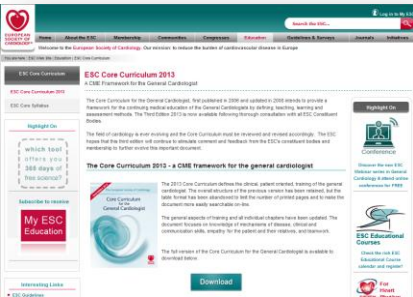 Log in to My ESC
Search the ESC...
EUROPEAN
SOCIETY OF
CARDIOLOGY
Home About the ESC Membership Communities Congresses Education Guidelines & Surveys Journals Initiatives
Welcome to the European Society of Cardiology. Our mission: to reduce the burden of cardiovascular disease in Europe
ESC Core Curriculum
ESC Core Curriculum 2013
ESC Syllabus
ESC Core Curriculum 2013
A CME Framework for the General Cardiologist
The Core Curriculum for the General Cardiologist, first published in 2006 and updated in 2008 intends to provide a
framework for the continuing medical education of the General Cardiologists by defining, teaching, learning and
assessment methods. The Third Edition 2013 is now available following thorough consultation with all ESC Constituent
Bodies.
The field of cardiology is ever evolving and the Core Curriculum must be reviewed and revised accordingly. The ESC
hopes that this third edition will continue to stimulate comment and feedback from the ESC's constituent bodies and
membership to further evolve this important document.
The Core Curriculum 2013 - a CME framework for the general cardiologist
Core Curriculum
for the
General Cardiologist
The 2013 Core Curriculum defines the clinical, patient oriented, training of the general
cardiologist. The overall structure of the previous version has been retained, but the
table format has been abandoned to limit the number of printed pages and to make the
document more easily searchable on-line.
The general aspects of training and all individual chapters have been updated. The
document focuses on knowledge of mechanisms of disease, clinical and
communication skills, empathy for the patient and their relatives, and teamwork.
The full version of the Core Curriculum for the General Cardiologist is available to
download below.
Download
Highlight On
which tool
offers you
360 days of
free science?
Subscribe to receive
My ESC
Education
Interesting Links
ESC Guidelines
Highlight On
Conference
Discover the new ESC
Webinar series in General
Cardiology & attend online
conference for FREE
ESC Educational
Courses
Check the rich ESC
Educational Course
calendar and register!
For
Heart